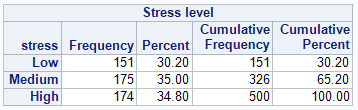 Stress level
Cumulative Cumulative
stress Frequency Percent Frequency Percent
Low 151 30.20 151 30.20
Medium 175 35.00 326 65.20
High 174 34.80 500 100.00